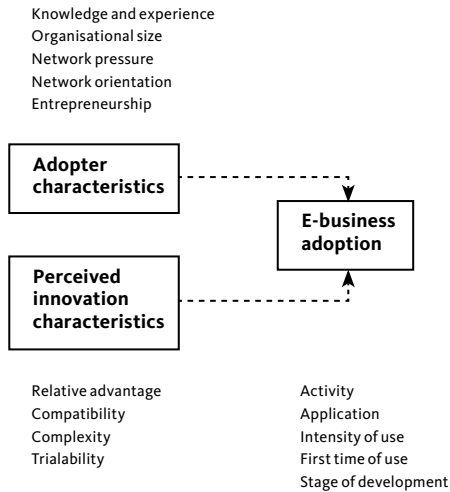 Knowledge and experience
Organisational size
Network pressure
Network orientation
Entrepreneurship
Adopter
characteristics
E-business
adoption
Perceived
innovation
characteristics
Relative advantage
Compatibility
Complexity
Trialability
Activity
Application
Intensity of use
First time of use
Stage of development